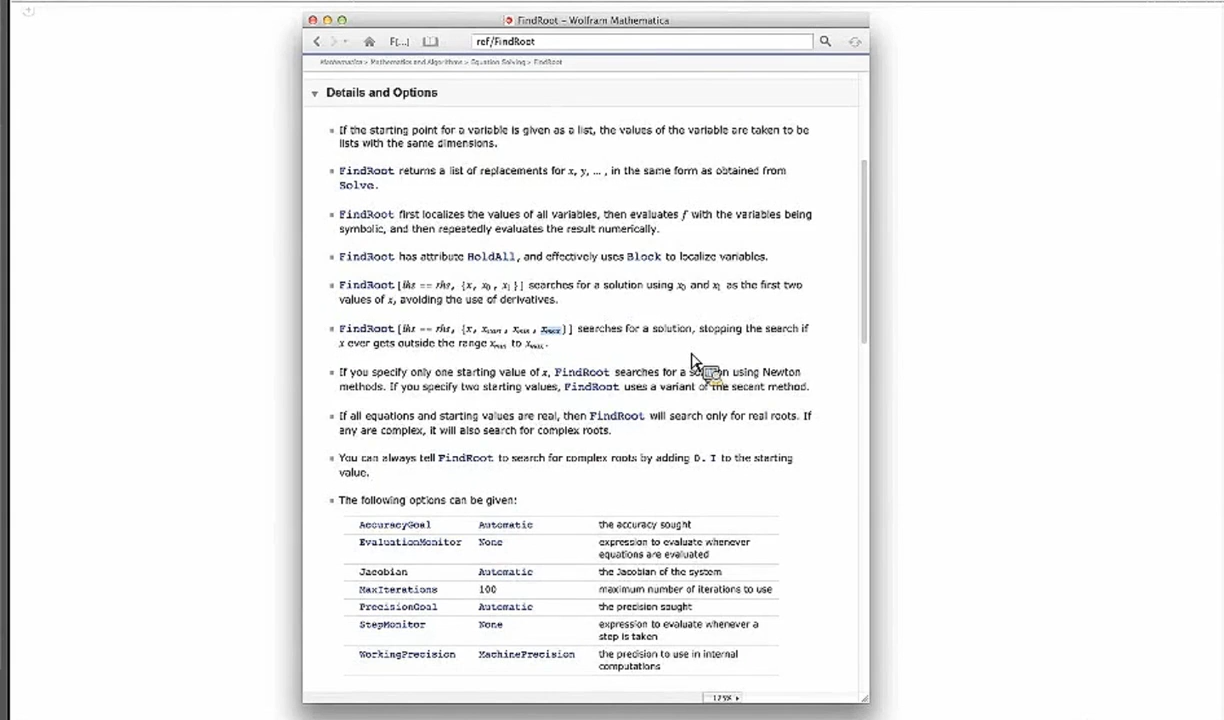 FindRoot – Wolfram Mathematica
F[...]
ref/FindRoot
Mathematica > Mathematics and Algorithms > Equation Solving > FindRoot
Details and Options
If the starting point for a variable is given as a list, the values of the variable are taken to be
lists with the same dimensions.
FindRoot returns a list of replacements for x, y, ... , in the same form as obtained from
Solve.
FindRoot first localizes the values of all variables, then evaluates f with the variables being
symbolic, and then repeatedly evaluates the result numerically.
FindRoot has attribute HoldAll, and effectively uses Block to localize variables.
FindRoot[lhs == rhs, {x, x0, x1}] searches for a solution using x0 and x1 as the first two
values of x, avoiding the use of derivatives.
FindRoot[lhs == rhs, {x, xstart, xmin, xmax}] searches for a solution, stopping the search if
x ever gets outside the range xmin to xmax.
If you specify only one starting value of x, FindRoot searches for a using Newton
methods. If you specify two starting values, FindRoot uses a variant of the secant method.
If all equations and starting values are real, then FindRoot will search only for real roots. If
any are complex, it will also search for complex roots.
You can always tell FindRoot to search for complex roots by adding 0. I to the starting
value.
The following options can be given:
AccuracyGoal Automatic the accuracy sought
EvaluationMonitor None expression to evaluate whenever
equations are evaluated
Jacobian Automatic the Jacobian of the system
MaxIterations 100 maximum number of iterations to use
PrecisionGoal Automatic the precision sought
StepMonitor None expression to evaluate whenever a
step is taken
WorkingPrecision MachinePrecision the precision to use in internal
computations
125%